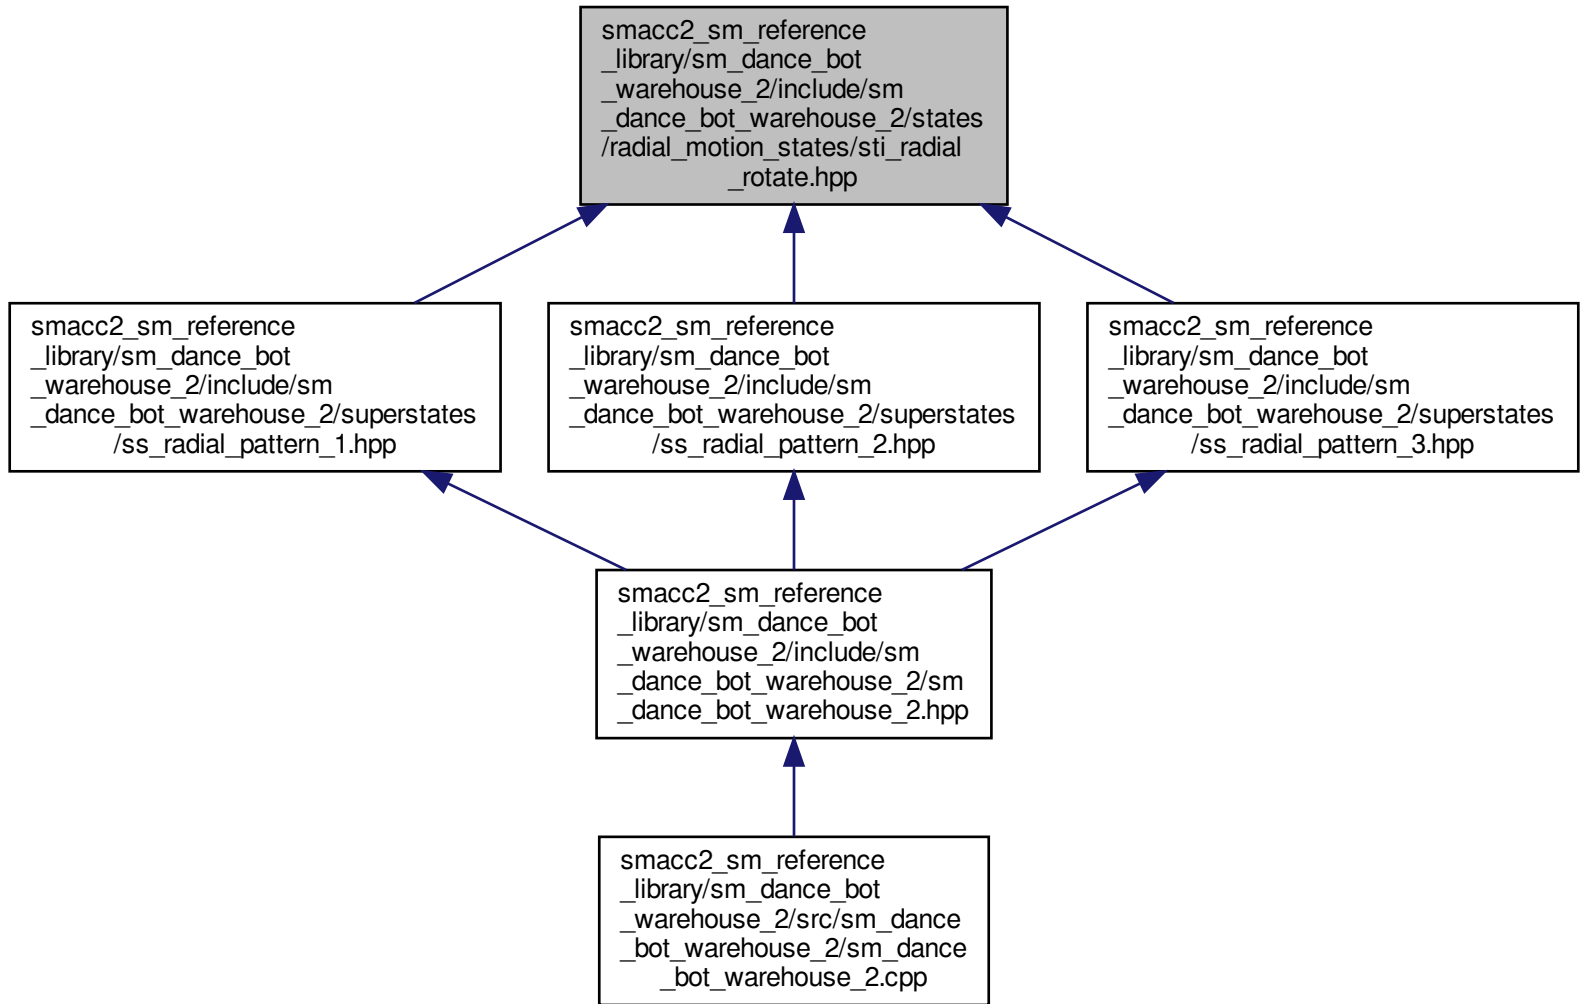 smacc2_sm_reference
_library/sm_dance_bot
_warehouse_2/include/sm
_dance_bot_warehouse_2/states
/radial_motion_states/sti_radial
_rotate.hpp
smacc2_sm_reference
_library/sm_dance_bot
_warehouse_2/include/sm
_dance_bot_warehouse_2/superstates
/ss_radial_pattern_1.hpp
smacc2_sm_reference
_library/sm_dance_bot
_warehouse_2/include/sm
_dance_bot_warehouse_2/superstates
/ss_radial_pattern_2.hpp
smacc2_sm_reference
_library/sm_dance_bot
_warehouse_2/include/sm
_dance_bot_warehouse_2/superstates
/ss_radial_pattern_3.hpp
smacc2_sm_reference
_library/sm_dance_bot
_warehouse_2/include/sm
_dance_bot_warehouse_2/sm
_dance_bot_warehouse_2.hpp
smacc2_sm_reference
_library/sm_dance_bot
_warehouse_2/src/sm_dance
_bot_warehouse_2/sm_dance
_bot_warehouse_2.cpp